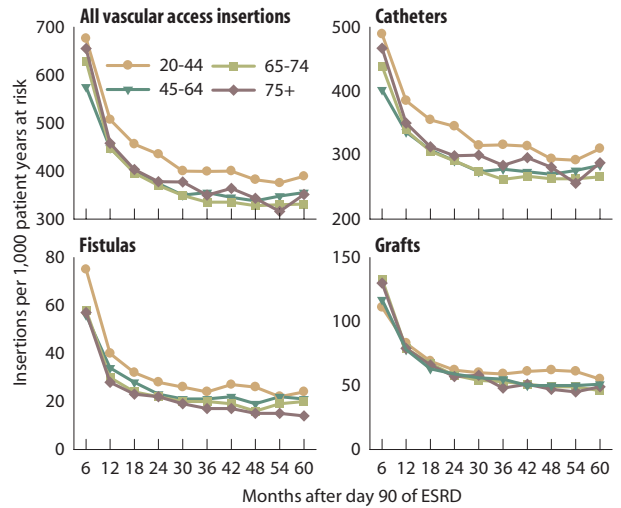 All vascular access insertions
700
600
500
400
300
20-44
65-74
45-64
75+
Catheters
500
400
300
200
Fistulas
80
60
40
20
0
6 12 18 24 30 36 42 48 54 60
Grafts
150
100
50
0
6 12 18 24 30 36 42 48 54 60
Insertions per 1,000 patient years at risk
Months after day 90 of ESRD